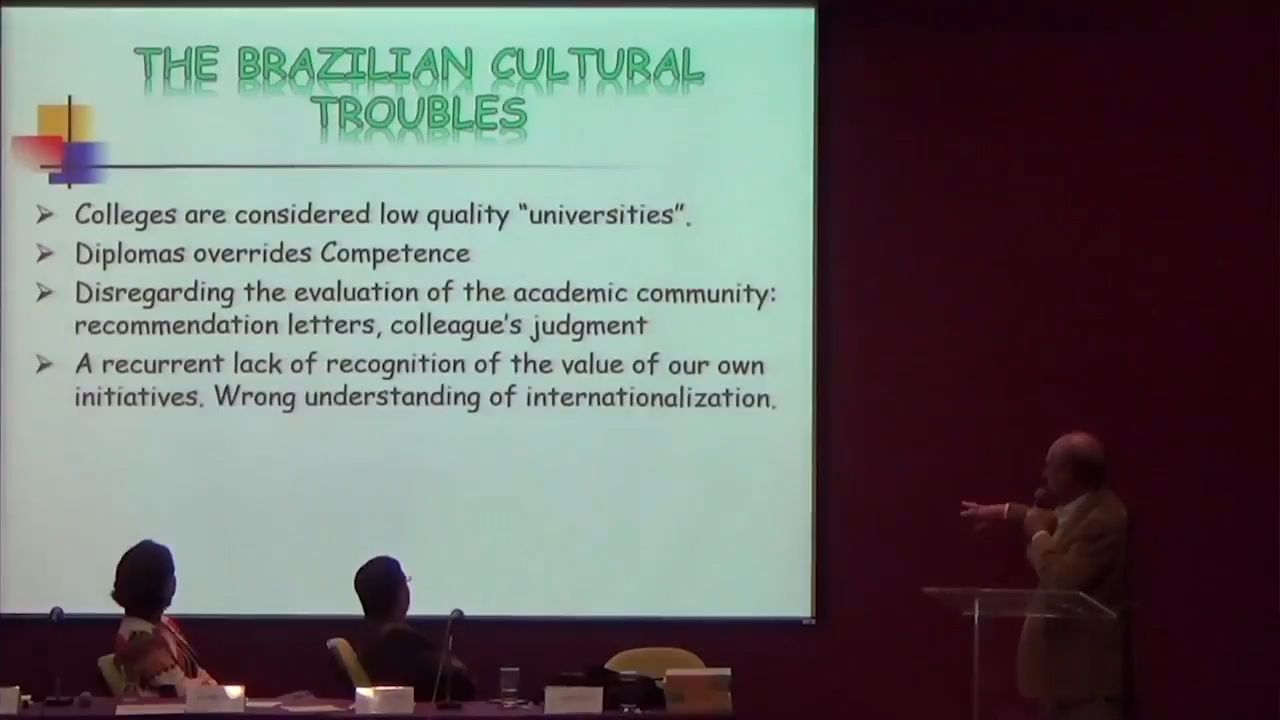 THE BRAZILIAN CULTURAL
TROUBLES
Colleges are considered low quality “universities”.
Diplomas overrides Competence
Disregarding the evaluation of the academic community:
recommendation letters, colleague’s judgment
A recurrent lack of recognition of the value of our own
initiatives. Wrong understanding of internationalization.